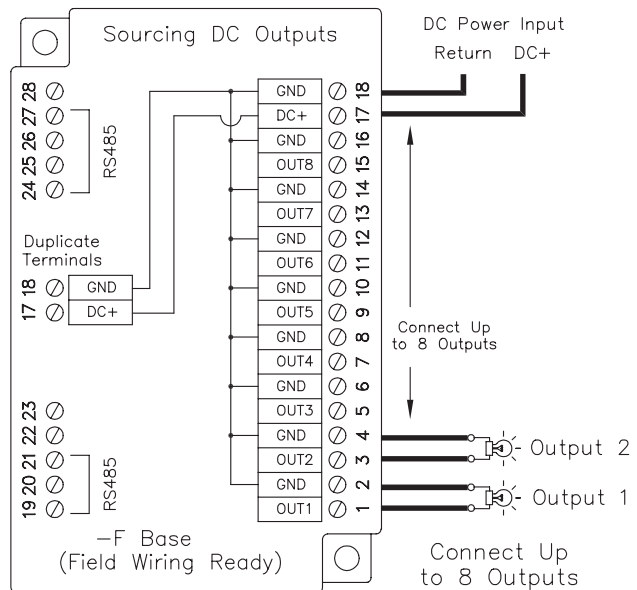 Sourcing DC Outputs
DC Power Input
Return DC+
28
27
26
25
24
RS485
Duplicate
Terminals
18 GND
17 DC+
23
22
21
20
19
RS485
GND 18
DC+ 17
GND 16
OUT8 15
GND 14
OUT7 13
GND 12
OUT6 11
GND 10
OUT5 9
GND 8
OUT4 7
GND 6
OUT3 5
GND 4
OUT2 3
GND 2
OUT1 1
Connect Up
to 8 Outputs
Output 2
Output 1
-F Base
(Field Wiring Ready)
Connect Up
to 8 Outputs